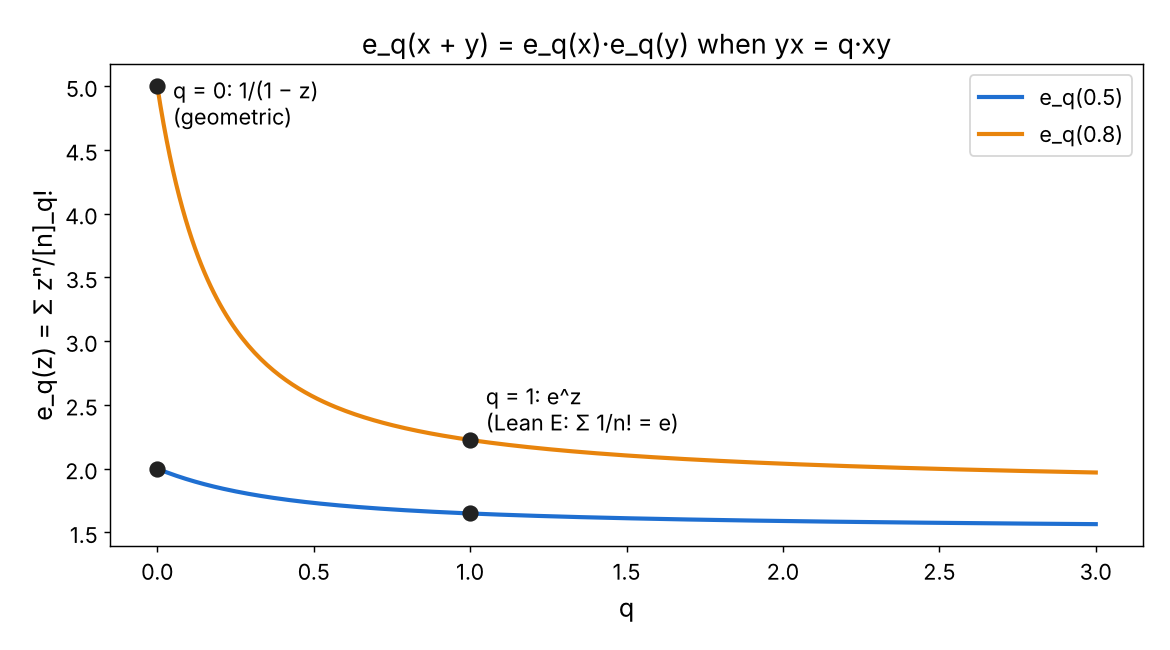 e_q(x + y) = e_q(x)·e_q(y) when yx = q·xy
e_q(z) = Σ zⁿ/[n]_q!
5.0
4.5
4.0
3.5
3.0
2.5
2.0
1.5
q = 0: 1/(1 − z)
(geometric)
q = 1: e^z
(Lean E: Σ 1/n! = e)
e_q(0.5)
e_q(0.8)
0.0
0.5
1.0
1.5
2.0
2.5
3.0
q